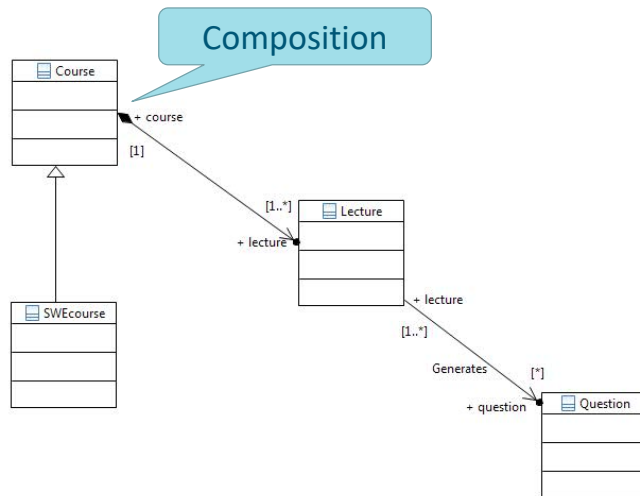 Composition
Course
+ course
[1]
[1..*]
Lecture
+ lecture
SWEcourse
+ lecture
[1..*]
Generates
[*]
+ question
Question